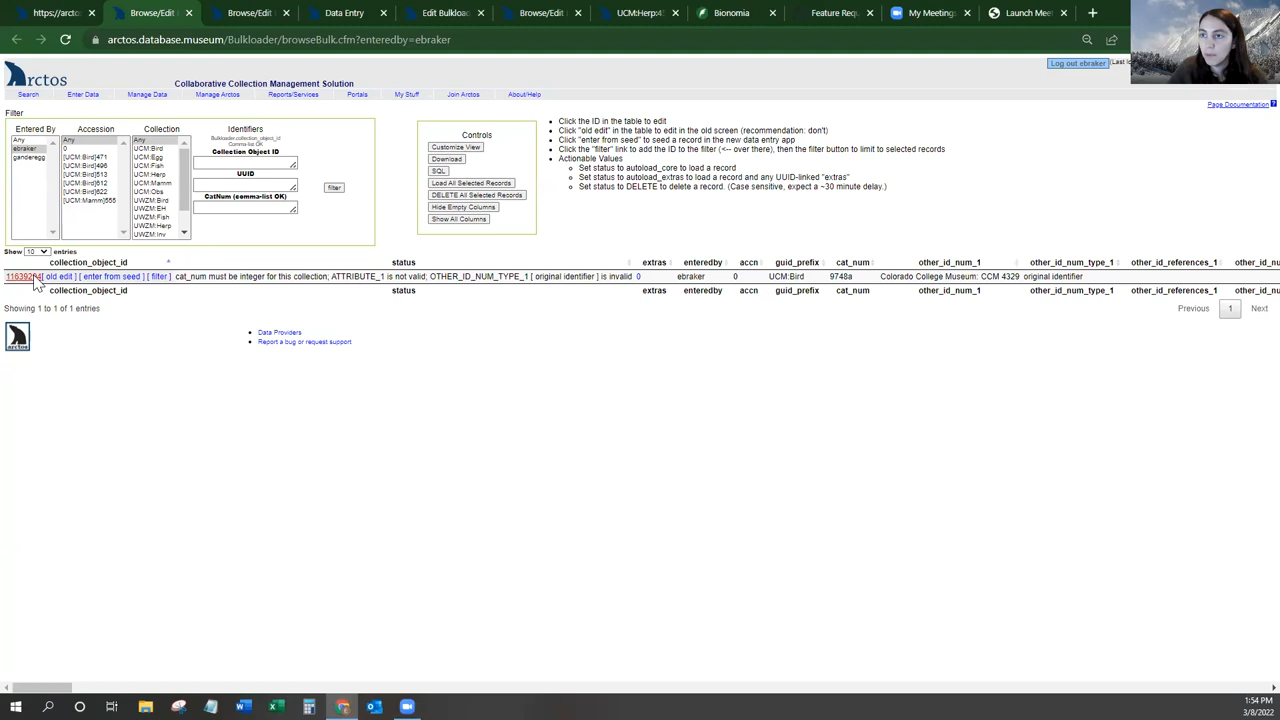 https://arctos
Browse/Edit
Browse/Edit
Data Entry
Edit Bulkloa
Browse/Edit
UCM:Herp:4
Bionomia
Feature Requ
My Meetings
Launch Meet
arctos.database.museum/Bulkloader/browseBulk.cfm?enteredby=ebraker
arctos
Collaborative Collection Management Solution
Log out ebraker (Last lo
Search Enter Data Manage Data Manage Arctos Reports/Services Portals My Stuff Join Arctos About/Help
Page Documentation ?
Filter
Entered By
Any
ebraker
ganderegg
Accession
Any
0
[UCM:Bird]471
[UCM:Bird]496
[UCM:Bird]513
[UCM:Bird]612
[UCM:Bird]622
[UCM:Mamm]555
Collection
Any
UCM:Bird
UCM:Egg
UCM:Fish
UCM:Herp
UCM:Mamm
UCM:Obs
UWZM:Bird
UWZM:EH
UWZM:Fish
UWZM:Herp
UWZM:Inv
Identifiers
Bulkloader.collection_object_id
Comma-list OK
Collection Object ID
UUID
CatNum (comma-list OK)
filter
Controls
Customize View
Download
SQL
Load All Selected Records
DELETE All Selected Records
Hide Empty Columns
Show All Columns
Click the ID in the table to edit
Click "old edit" in the table to edit in the old screen (recommendation: don't)
Click "enter from seed" to seed a record in the new data entry app
Click the "filter" link to add the ID to the filter (<-- over there), then the filter button to limit to selected records
Actionable Values
Set status to autoload_core to load a record
Set status to autoload_extras to load a record and any UUID-linked "extras"
Set status to DELETE to delete a record. (Case sensitive, expect a ~30 minute delay.)
Show 10 entries
collection_object_id status extras enteredby accn guid_prefix cat_num other_id_num_1 other_id_num_type_1 other_id_references_1 other_id_nu
[ old edit ] [ enter from seed ] [ filter ] cat_num must be integer for this collection; ATTRIBUTE_1 is not valid; OTHER_ID_NUM_TYPE_1 [ original identifier ] is invalid 0 ebraker 0 UCM:Bird 9748a Colorado College Museum: CCM 4329 original identifier
collection_object_id status extras enteredby accn guid_prefix cat_num other_id_num_1 other_id_num_type_1 other_id_references_1 other_id_nu
Showing 1 to 1 of 1 entries
Previous 1 Next
arctos
Data Providers
Report a bug or request support
1:54 PM
3/8/2022